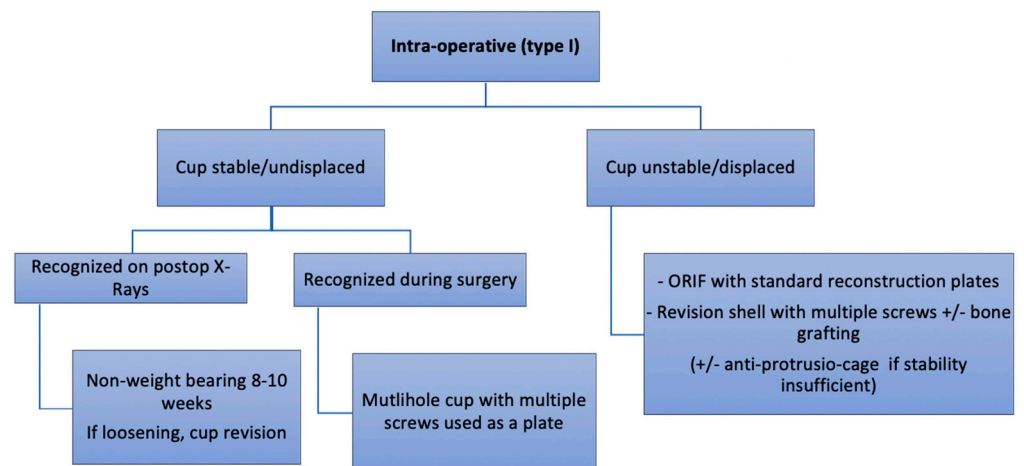 Intra-operative (type I)
Cup stable/undisplaced
Cup unstable/displaced
Recognized on postop X-
Rays
Recognized during surgery
- ORIF with standard reconstruction plates
- Revision shell with multiple screws +/- bone
grafting
(+/- anti-protrusio-cage if stability
insufficient)
Non-weight bearing 8-10
weeks
If loosening, cup revision
Mutlihole cup with multiple
screws used as a plate